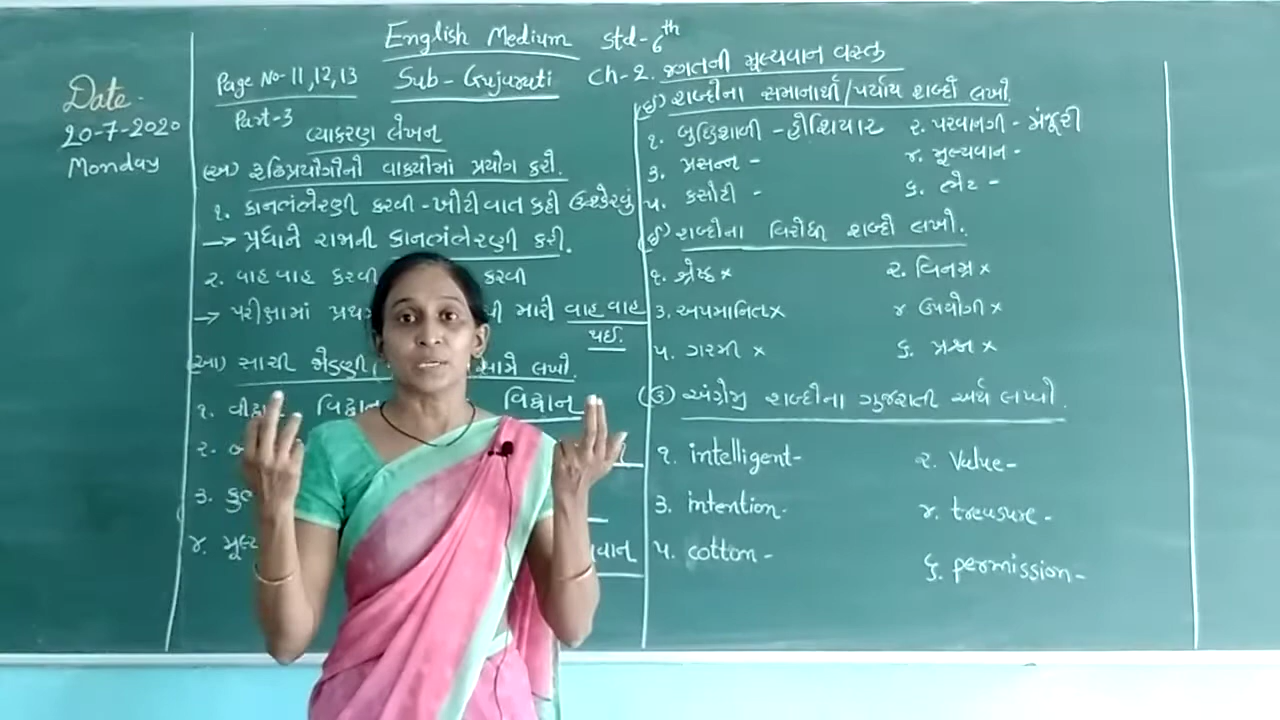 English Medium std-6th
Date-
20-7-2020
Monday
Page No-11,12,13 Sub-Gujarati Ch-2. જગતની મૂલ્યવાન વસ્તુ
Part-3
વ્યાકરણ લેખન
(અ) રૂઢિપ્રયોગોનો વાક્યોમાં પ્રયોગ કરો.
૧. કાનભંભેરણી કરવી - ખોટી વાત કહી ઉશ્કેરવું
→ પ્રધાને રાજાની કાનભંભેરણી કરી.
૨. વાહ વાહ કરવી કરવી
→ પરીક્ષામાં મારી વાહ વાહ
થઈ.
(આ) સાચી જોડણી સામે લખો.
૧. વિદ્વાન્
૨.
૩.
૪. મૂલ્ય
(ઇ) શબ્દોના સમાનાર્થી/પર્યાય શબ્દો લખો.
૧. બુદ્ધિશાળી - હોશિયાર ૨. પરવાનગી - મંજૂરી
૩. પ્રસન્ન - ૪. મૂલ્યવાન -
૫. કસોટી - ૬. ભેટ -
(ઈ) શબ્દોના વિરોધી શબ્દો લખો.
૧. શ્રેષ્ઠ x ૨. વિનમ્ર x
૩. અપમાનિત x ૪ ઉપયોગી x
૫. ગરમી x ૬. પ્રશ્ન x
(ઉ) અંગ્રેજી શબ્દોના ગુજરાતી અર્થ લખો.
૧. intelligent- ૨. Value-
૩. intention- ૪. treasure-
૫. cotton- ૬. permission-